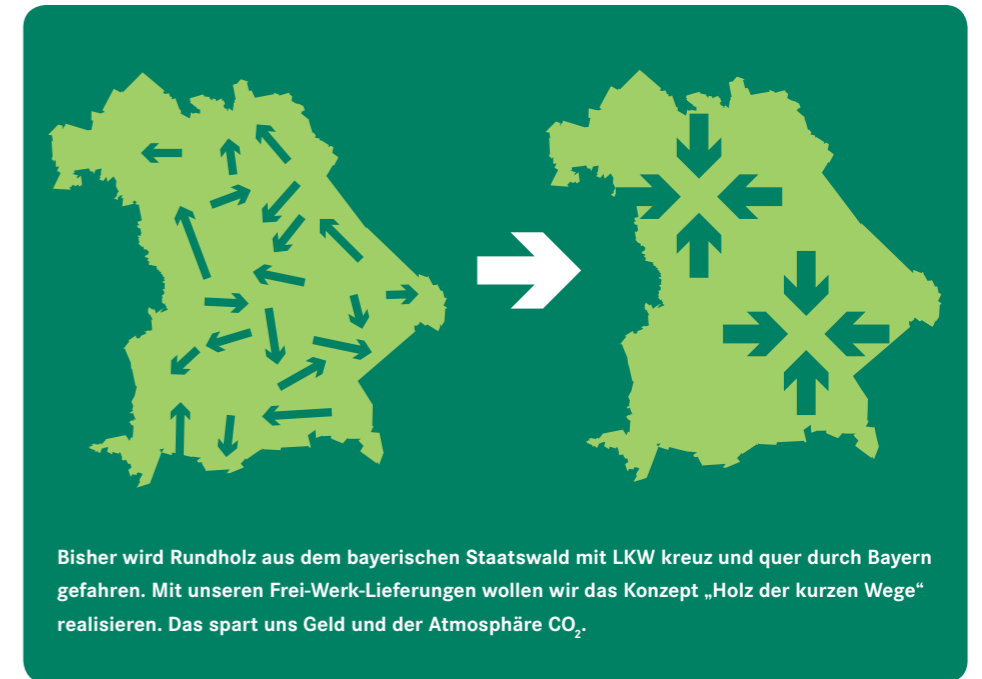 Bisher wird Rundholz aus dem bayerischen Staatswald mit LKW kreuz und quer durch Bayern
gefahren. Mit unseren Frei-Werk-Lieferungen wollen wir das Konzept „Holz der kurzen Wege“
realisieren. Das spart uns Geld und der Atmosphäre CO₂.